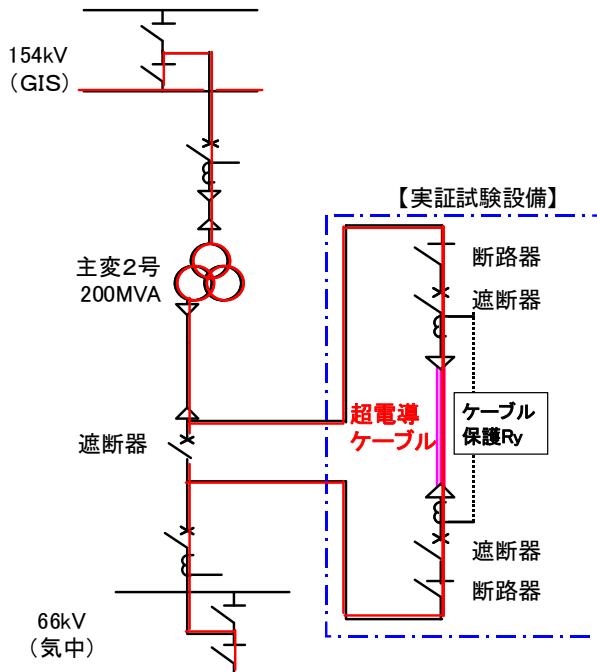 154kV
（GIS）
【実証試験設備】
断路器
主変２号
200MVA
遮断器
超電導
ケーブル
ケーブル
保護Ry
遮断器
遮断器
断路器
66kV
（気中）